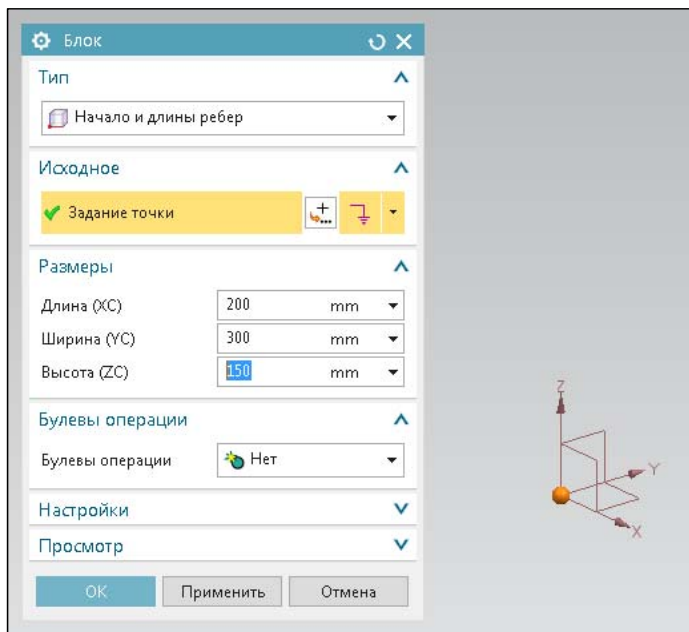 Блок
Тип
Начало и длины ребер
Исходное
Задание точки
Размеры
Длина (XC) 200 mm
Ширина (YC) 300 mm
Высота (ZC) 150 mm
Булевы операции
Булевы операции Нет
Настройки
Просмотр
OK Применить Отмена
Z
Y
X